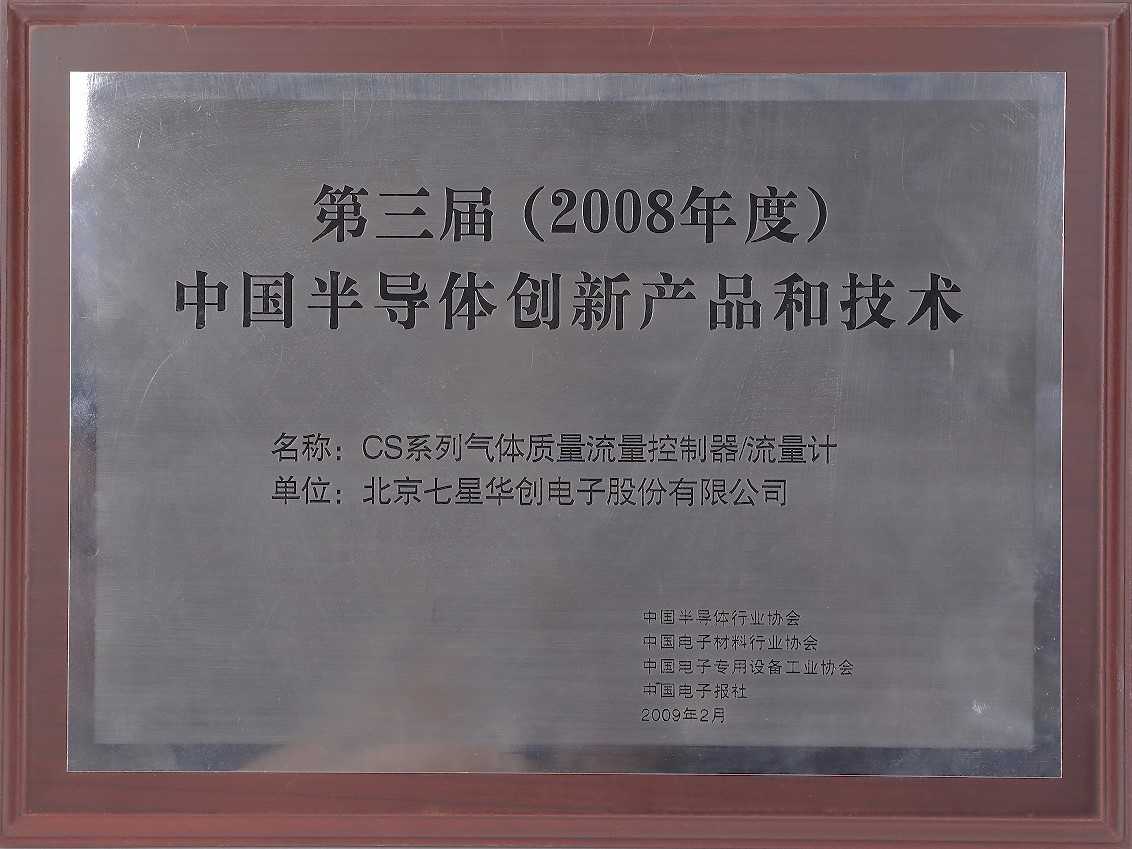 第三届（2008年度）
中国半导体创新产品和技术
名称：CS系列气体质量流量控制器/流量计
单位：北京七星华创电子股份有限公司
中国半导体行业协会
中国电子材料行业协会
中国电子专用设备工业协会
中国电子报社
2009年2月